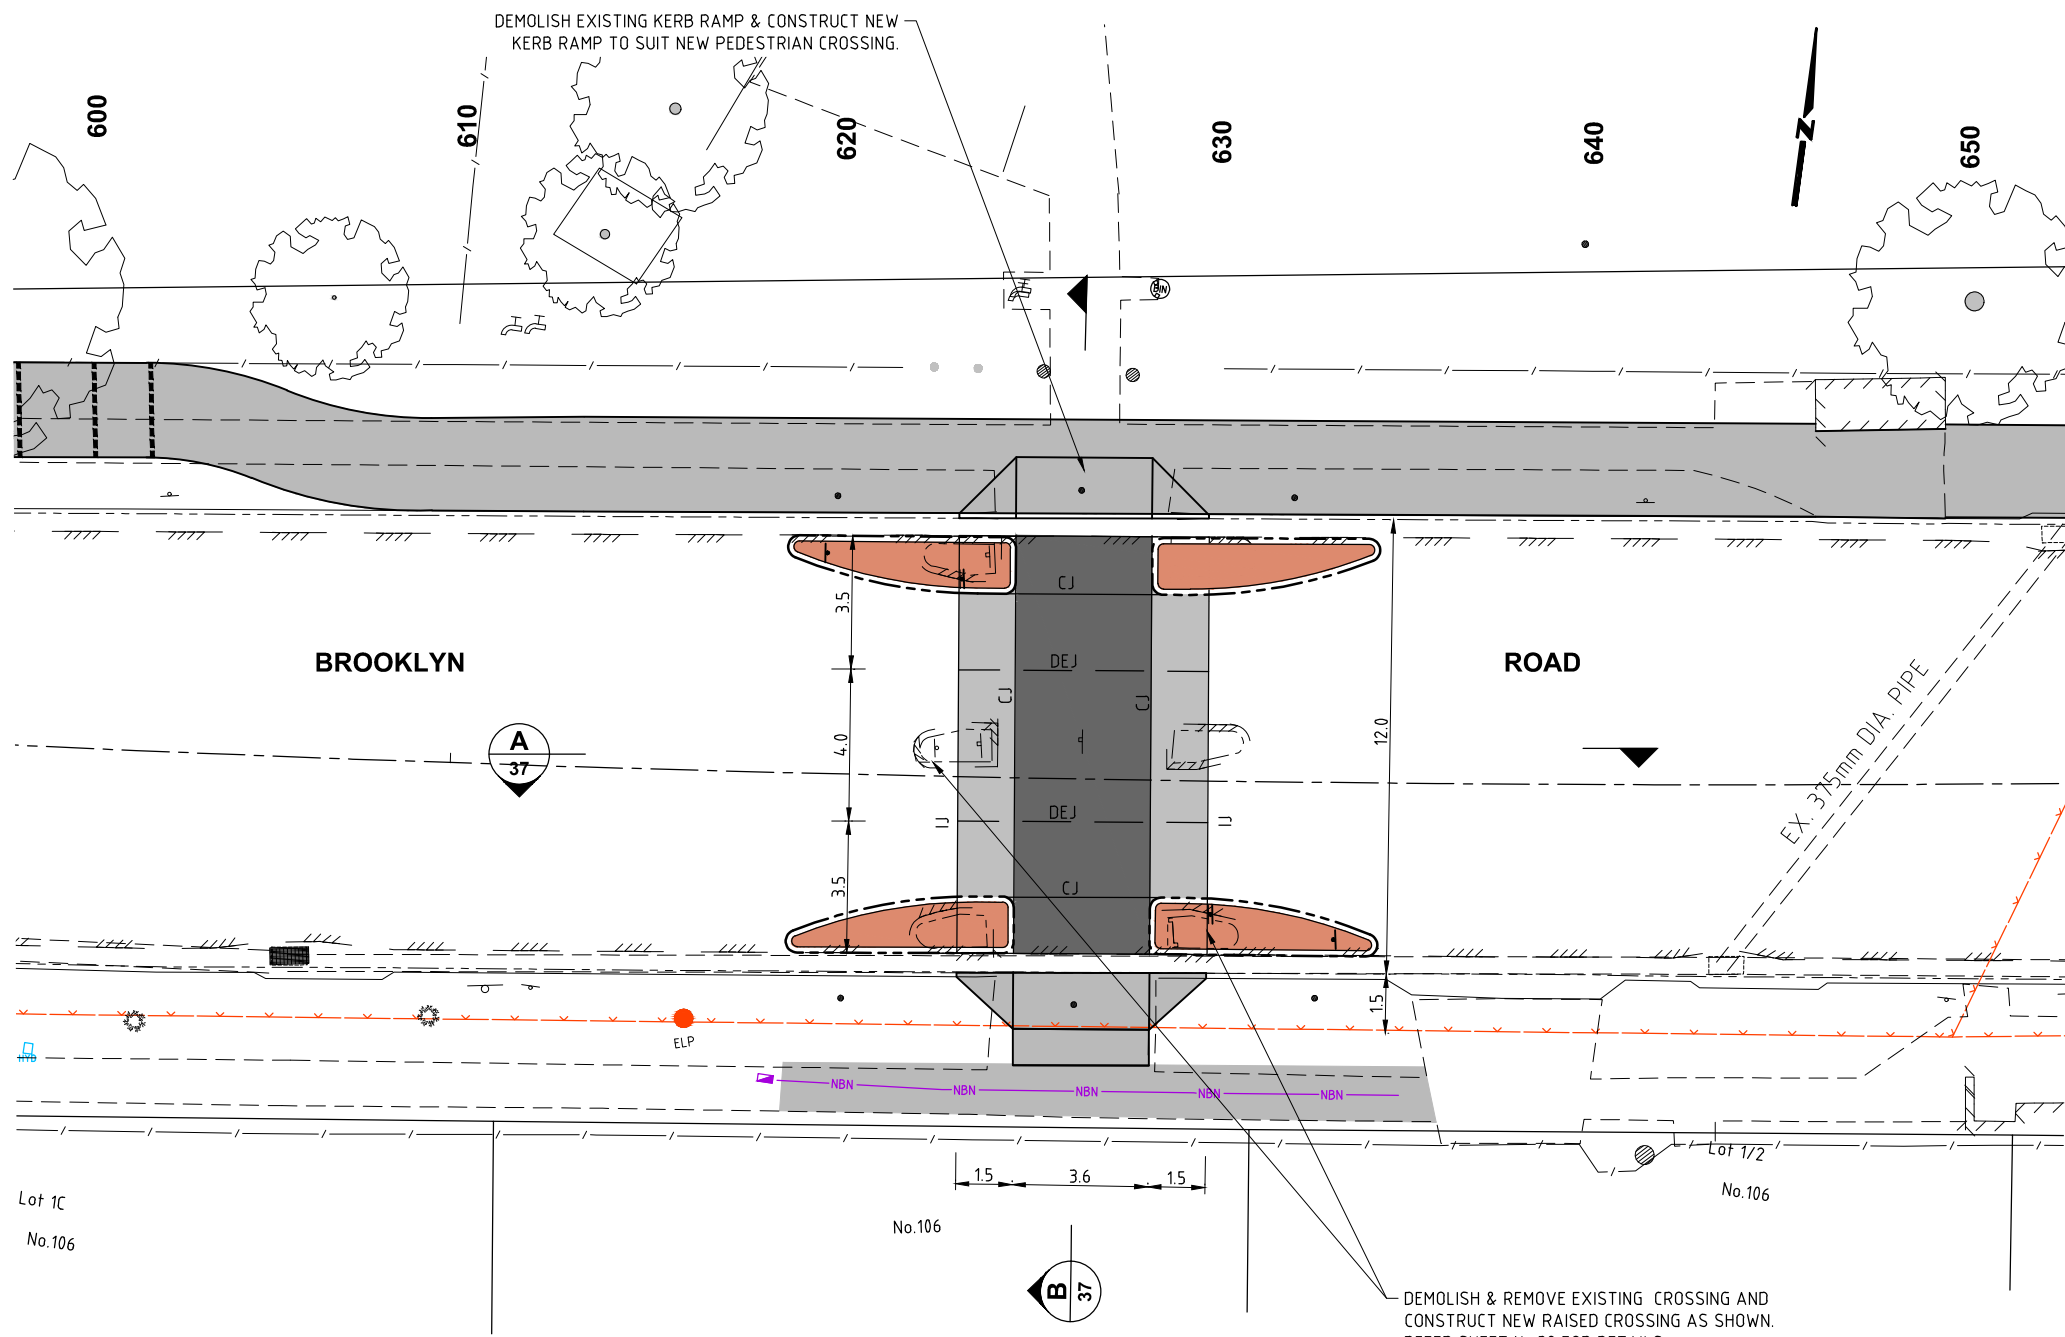 DEMOLISH EXISTING KERB RAMP & CONSTRUCT NEW
KERB RAMP TO SUIT NEW PEDESTRIAN CROSSING.
600
610
620
630
640
650
N
BIN
CJ
3.5
DEJ
BROOKLYN
ROAD
CJ
CJ
EX. 375mm DIA. PIPE
12.0
4.0
A
37
DEJ
IJ
IJ
3.5
CJ
1.5
ELP
HYD
NBN
NBN
NBN
NBN
NBN
1.5
3.6
1.5
Lot 1/2
No.106
Lot 1C
No.106
No.106
B
37
DEMOLISH & REMOVE EXISTING CROSSING AND
CONSTRUCT NEW RAISED CROSSING AS SHOWN.